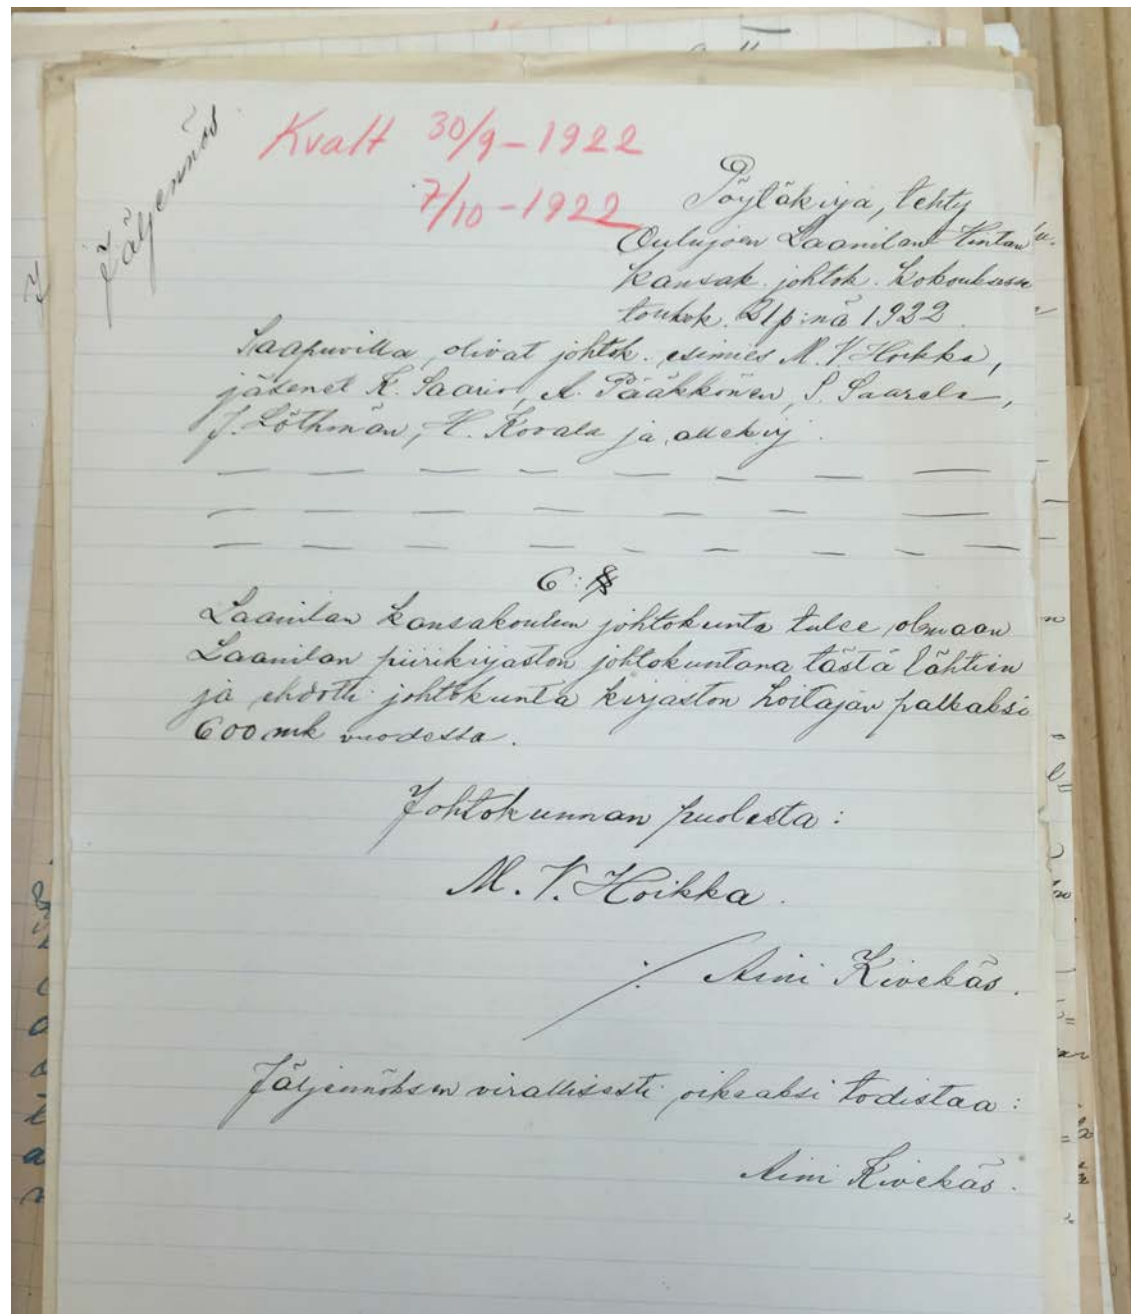 Jäljennös
Kvalt 30/9-1922
7/10-1922
Pöytäkirja, tehty
Oulujoen Laanilan Hintan
kansak. johtok. kokouksessa
toukok. 21 p:nä 1922.
Saapuvilla olivat johtok. esimies M. V. Hoikka,
jäsenet K. Saario, A. Pääkkönen, S. Saarela,
J. Löthman, H. Kovala ja allekirj.
6:§
Laanilan kansakoulun johtokunta tulee olmaan
Laanilan piirikirjaston johtokuntana tästä lähtien
ja ehdotti johtokunta kirjaston hoitajan palkaksi
600 mk vuodessa.
Johtokunnan puolesta:
M. V. Hoikka.
/. Aini Kivekäs.
Jäljennöksen virallisesti oikeaksi todistaa:
Aini Kivekäs.